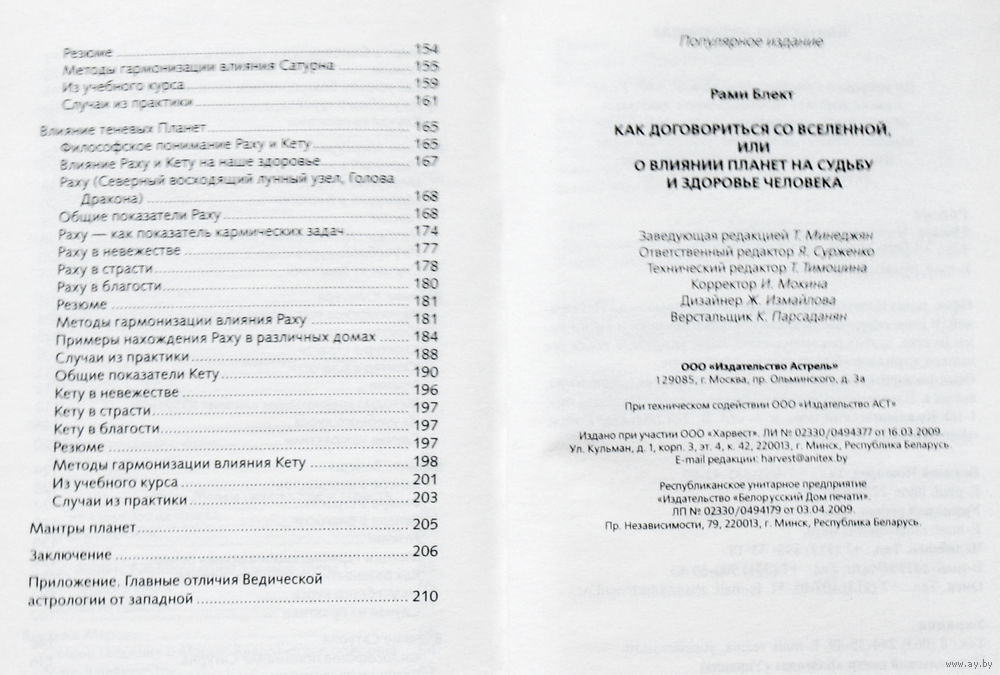 Резюме ... 154
Методы гармонизации влияния Сатурна ... 155
Из учебного курса ... 159
Случаи из практики ... 161
Влияние теневых Планет ... 165
Философское понимание Раху и Кету ... 165
Влияние Раху и Кету на наше здоровье ... 167
Раху (Северный восходящий лунный узел, Голова
Дракона) ... 168
Общие показатели Раху ... 168
Раху — как показатель кармических задач ... 174
Раху в невежестве ... 177
Раху в страсти ... 178
Раху в благости ... 180
Резюме ... 181
Методы гармонизации влияния Раху ... 181
Примеры нахождения Раху в различных домах ... 184
Случаи из практики ... 188
Общие показатели Кету ... 190
Кету в невежестве ... 196
Кету в страсти ... 197
Кету в благости ... 197
Резюме ... 197
Методы гармонизации влияния Кету ... 198
Из учебного курса ... 201
Случаи из практики ... 203
Мантры планет ... 205
Заключение ... 206
Приложение. Главные отличия Ведической
астрологии от западной ... 210
Популярное издание
Рами Блект
КАК ДОГОВОРИТЬСЯ СО ВСЕЛЕННОЙ,
ИЛИ
О ВЛИЯНИИ ПЛАНЕТ НА СУДЬБУ
И ЗДОРОВЬЕ ЧЕЛОВЕКА
Заведующая редакцией Т. Минеджян
Ответственный редактор Я. Сурженко
Технический редактор Т. Тимошина
Корректор И. Мокина
Дизайнер Ж. Измайлова
Верстальщик К. Парсаданян
ООО «Издательство Астрель»
129085, г. Москва, пр. Ольминского, д. 3а
При техническом содействии ООО «Издательство АСТ»
Издано при участии ООО «Харвест». ЛИ № 02330/0494377 от 16.03.2009.
Ул. Кульман, д. 1, корп. 3, эт. 4, к. 42, 220013, г. Минск, Республика Беларусь.
E-mail редакции: harvest@anitex.by
Республиканское унитарное предприятие
«Издательство «Белорусский Дом печати».
ЛП № 02330/0494179 от 03.04.2009.
Пр. Независимости, 79, 220013, г. Минск, Республика Беларусь.
www.ay.by